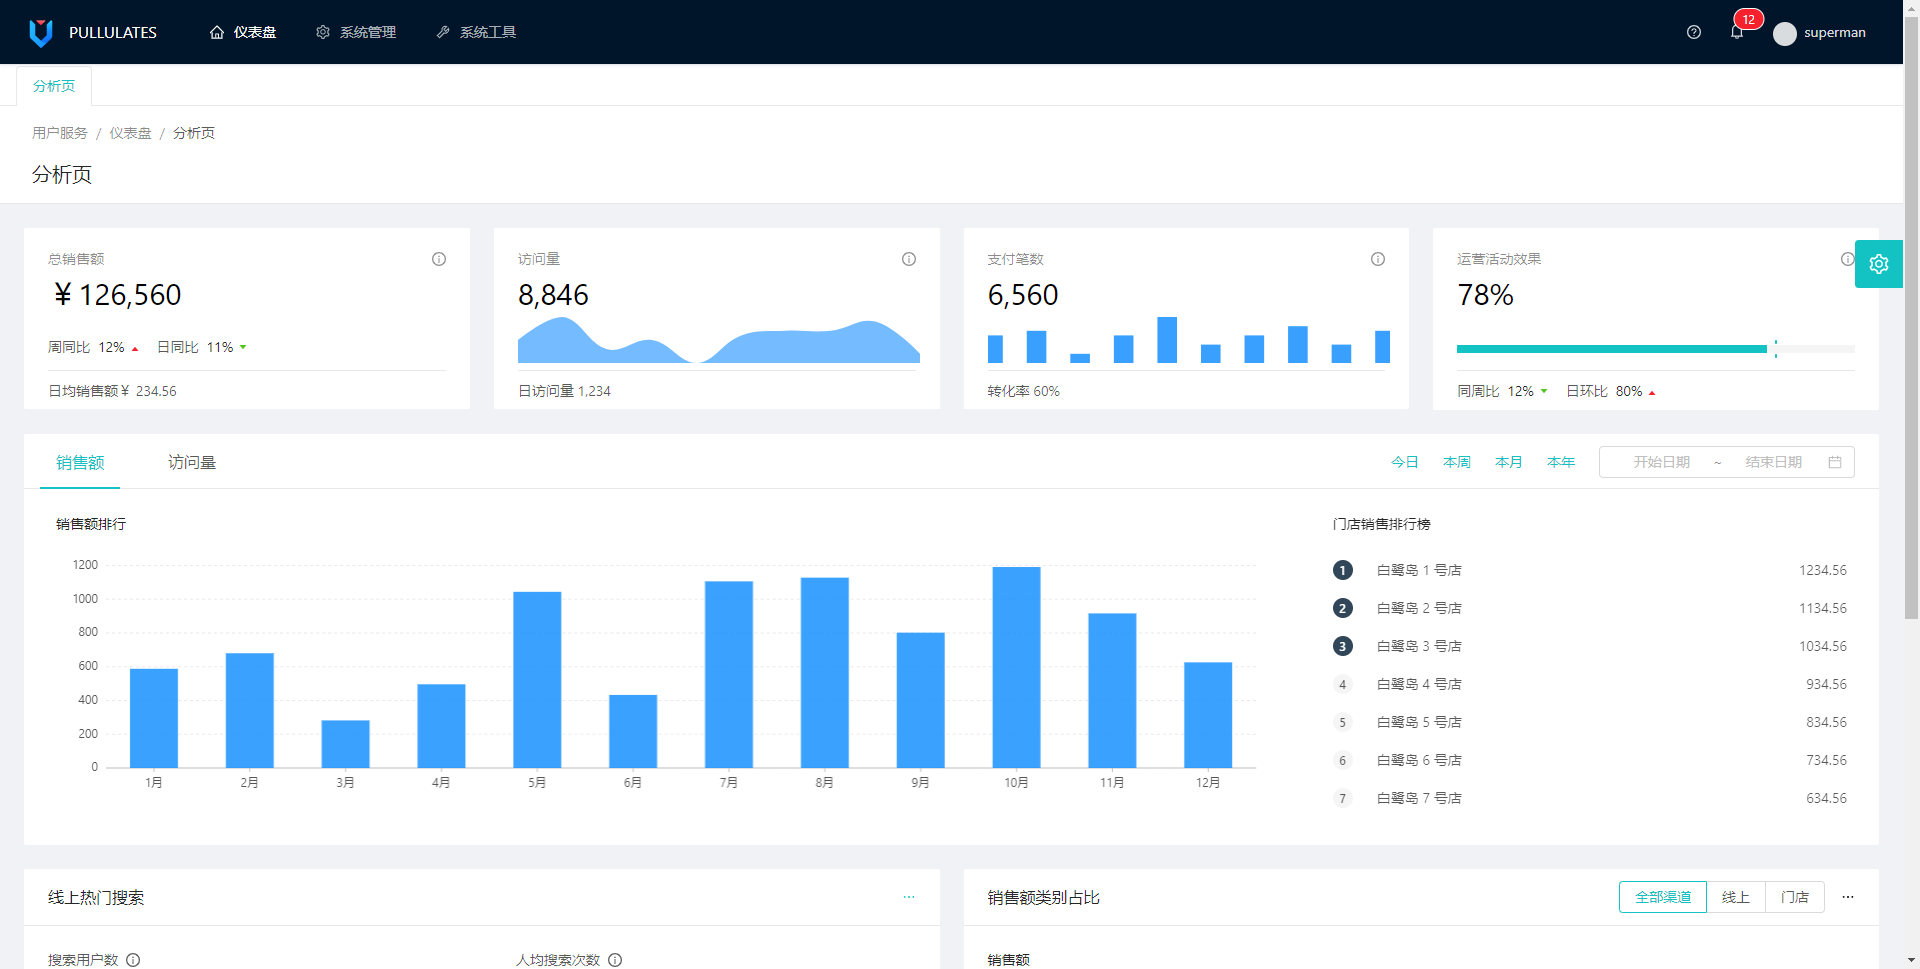 PULLULATES 仪表盘 系统管理 系统工具 12 superman
分析页
用户服务 / 仪表盘 / 分析页
分析页
总销售额
¥ 126,560
周同比 12% 日同比 11%
日均销售额¥ 234.56
访问量
8,846
日访问量 1,234
支付笔数
6,560
转化率 60%
运营活动效果
78%
同周比 12% 日环比 80%
销售额 访问量 今日 本周 本月 本年 开始日期 ~ 结束日期
销售额排行
1200
1000
800
600
400
200
0
1月 2月 3月 4月 5月 6月 7月 8月 9月 10月 11月 12月
门店销售排行榜
1 白鹭岛 1 号店 1234.56
2 白鹭岛 2 号店 1134.56
3 白鹭岛 3 号店 1034.56
4 白鹭岛 4 号店 934.56
5 白鹭岛 5 号店 834.56
6 白鹭岛 6 号店 734.56
7 白鹭岛 7 号店 634.56
线上热门搜索 ...
搜索用户数 人均搜索次数
销售额类别占比 全部渠道 线上 门店 ...
销售额